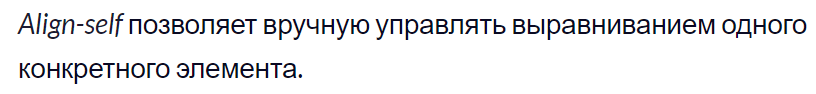 Align-self позволяет вручную управлять выравниванием одного
конкретного элемента.